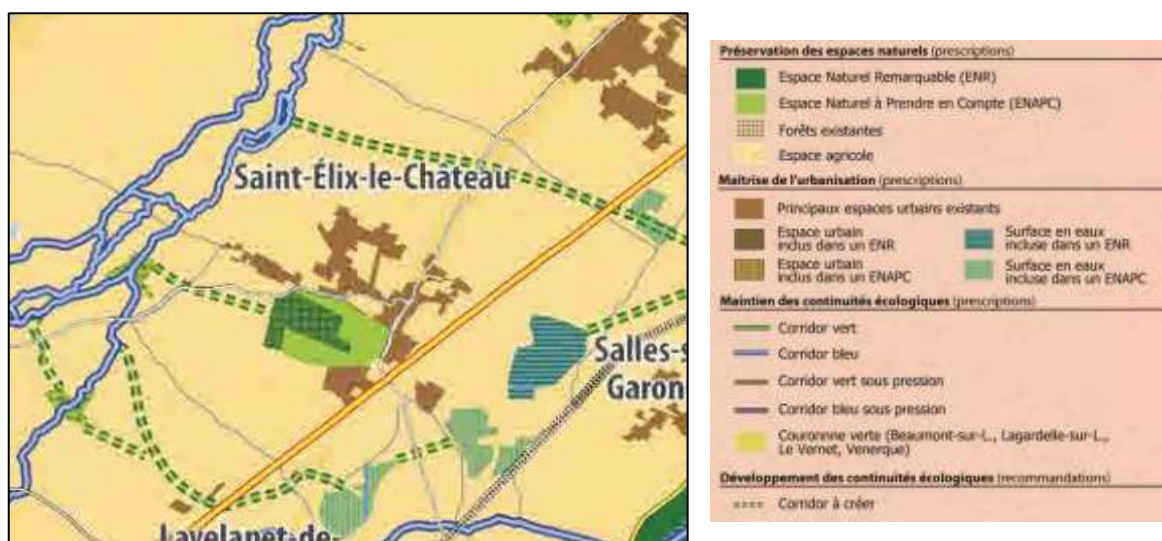 Saint-Élix-le-Château
Salles-s
Garon
Lavelanet-de-
Préservation des espaces naturels (prescriptions)
Espace Naturel Remarquable (ENR)
Espace Naturel à Prendre en Compte (ENAPC)
Forêts existantes
Espace agricole
Maîtrise de l'urbanisation (prescriptions)
Principaux espaces urbains existants
Espace urbain
inclus dans un ENR
Surface en eaux
incluse dans un ENR
Espace urbain
inclus dans un ENAPC
Surface en eaux
incluse dans un ENAPC
Maintien des continuités écologiques (prescriptions)
Corridor vert
Corridor bleu
Corridor vert sous pression
Corridor bleu sous pression
Couronne verte (Beaumont-sur-L., Lagardelle-sur-L.,
Le Vernet, Venerque)
Développement des continuités écologiques (recommandations)
Corridor à créer